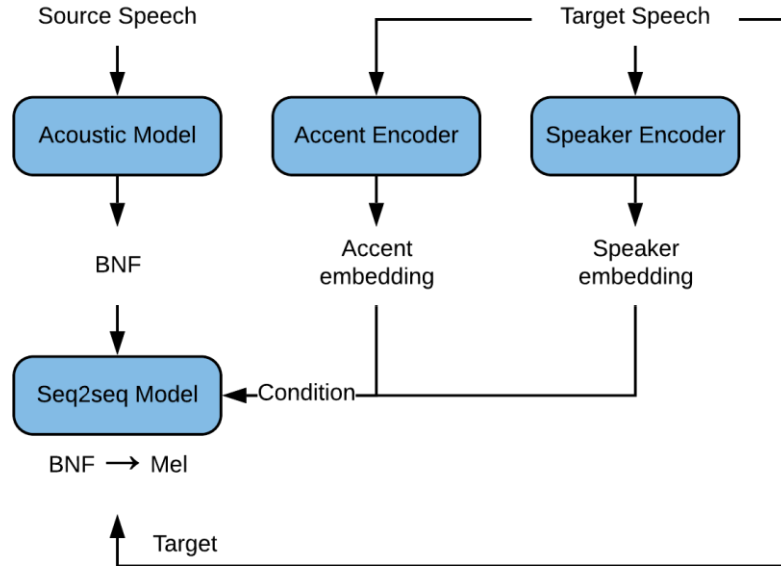 Source Speech
Target Speech
Acoustic Model
Accent Encoder
Speaker Encoder
BNF
Accent
embedding
Speaker
embedding
Seq2seq Model
Condition
BNF → Mel
Target